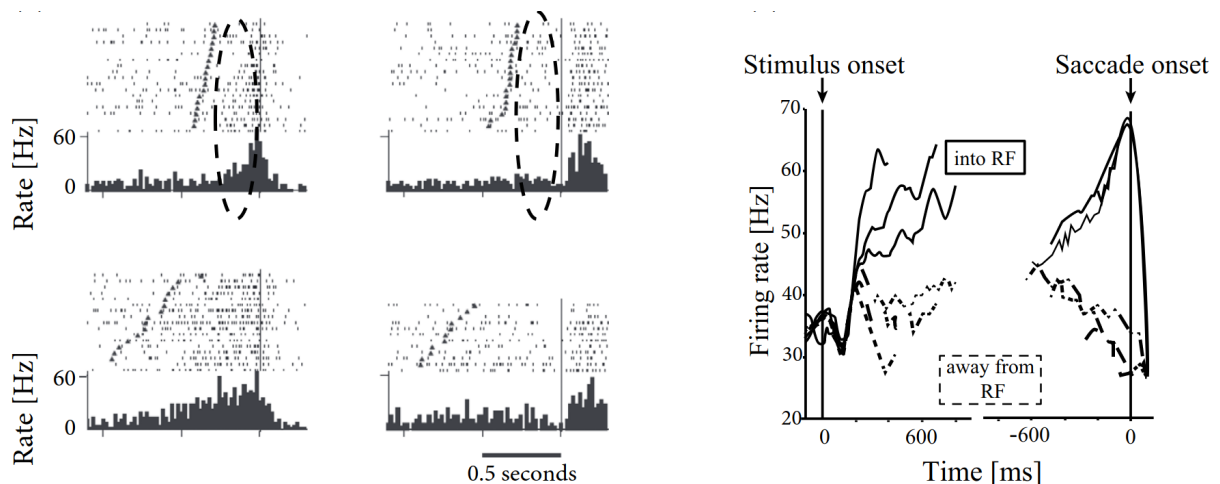 Rate [Hz]
60
0
Rate [Hz]
60
0
0.5 seconds
Stimulus onset
Saccade onset
Firing rate [Hz]
70
60
50
40
30
20
into RF
away from
RF
0
600
-600
0
Time [ms]